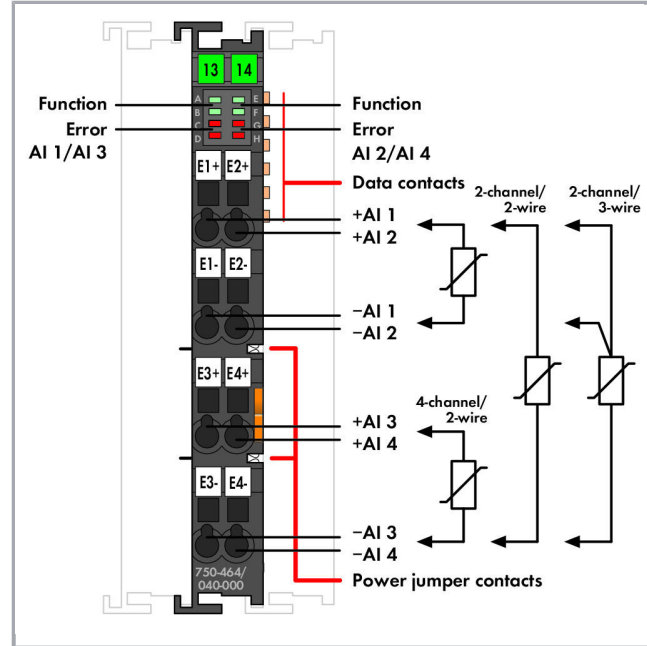 13 14
A E
B F
C G
D H
Function
Error
AI 1/AI 3
Function
Error
AI 2/AI 4
Data contacts
E1+ E2+
+AI 1
+AI 2
2-channel/
2-wire
2-channel/
3-wire
E1- E2-
−AI 1
−AI 2
E3+ E4+
+AI 3
+AI 4
4-channel/
2-wire
E3- E4-
−AI 3
−AI 4
750-464/
040-000
Power jumper contacts